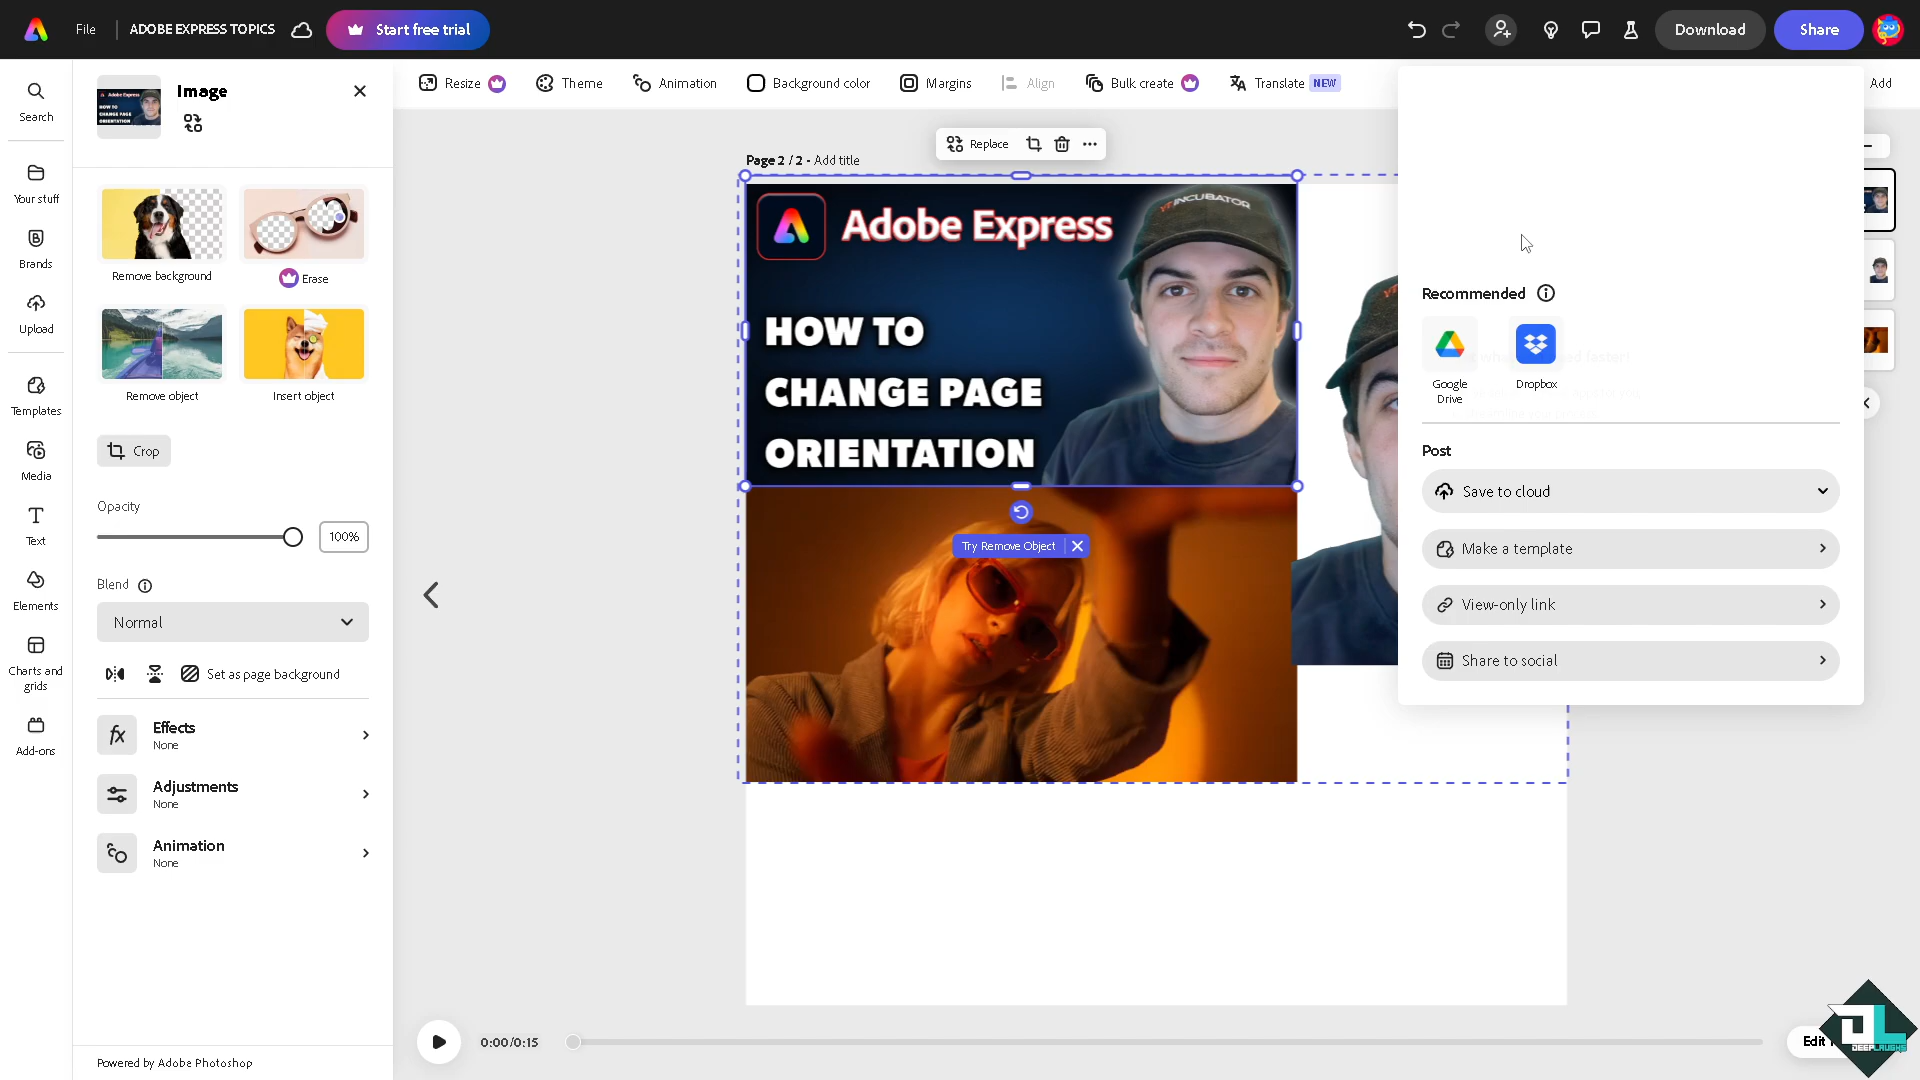 File
ADOBE EXPRESS TOPICS
Start free trial
Download
Share
Search
Your stuff
Brands
Upload
Templates
Media
Text
Elements
Charts and
grids
Add-ons
Image
Remove background
Erase
Remove object
Insert object
Crop
Opacity
100%
Blend
Normal
Set as page background
Effects
None
Adjustments
None
Animation
None
Powered by Adobe Photoshop
Resize
Theme
Animation
Background color
Margins
Align
Bulk create
Translate NEW
Add
Page 2 / 2 - Add title
Replace
Adobe Express
YT INCUBATOR
HOW TO
CHANGE PAGE
ORIENTATION
Try Remove Object
Recommended
Google
Drive
Dropbox
Post
Save to cloud
Make a template
View-only link
Share to social
0:00/0:15
Edit
DEEPLAUGHS